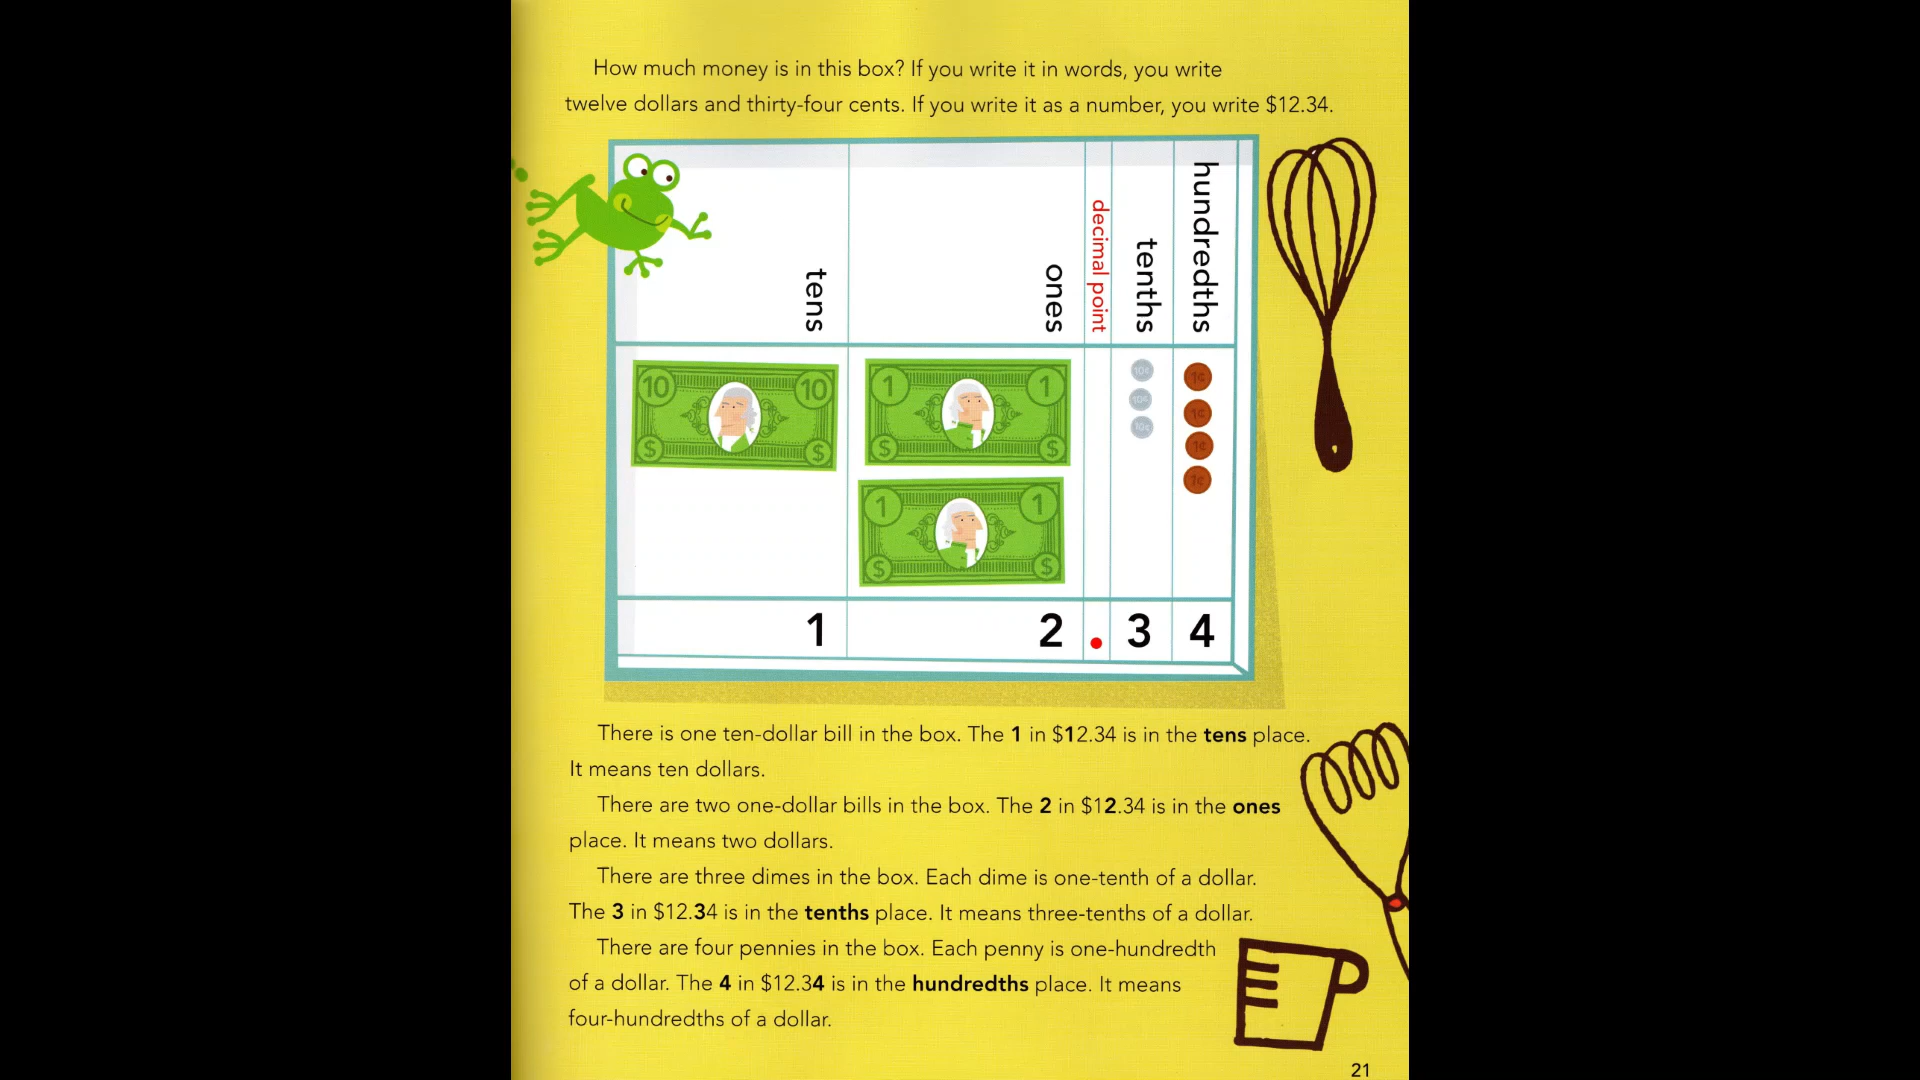 How much money is in this box? If you write it in words, you write
twelve dollars and thirty-four cents. If you write it as a number, you write $12.34.
tens
ones
decimal point
tenths
hundredths
10 10
$ $
1 1
$ $
1 1
$ $
10¢
10¢
10¢
1¢
1¢
1¢
1¢
1 2 . 3 4
There is one ten-dollar bill in the box. The 1 in $12.34 is in the tens place.
It means ten dollars.
There are two one-dollar bills in the box. The 2 in $12.34 is in the ones
place. It means two dollars.
There are three dimes in the box. Each dime is one-tenth of a dollar.
The 3 in $12.34 is in the tenths place. It means three-tenths of a dollar.
There are four pennies in the box. Each penny is one-hundredth
of a dollar. The 4 in $12.34 is in the hundredths place. It means
four-hundredths of a dollar.
21